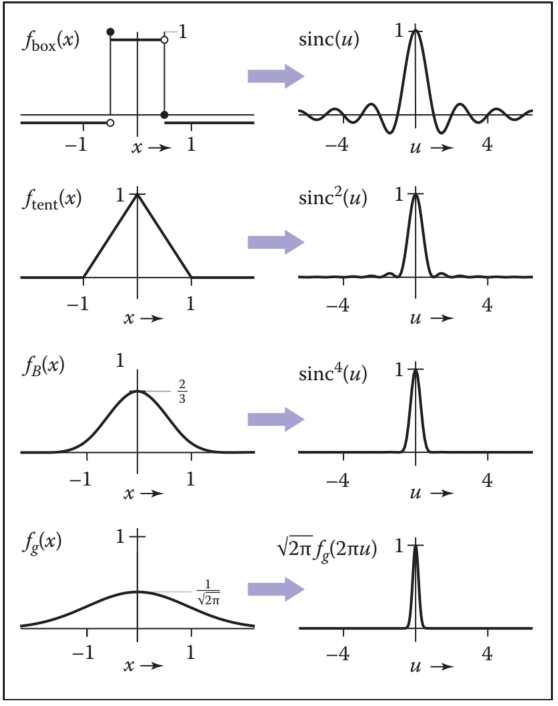 f_box(x)
1
−1
x →
1
sinc(u)
1
−4
u →
4
f_tent(x)
1
−1
x →
1
sinc²(u)
1
−4
u →
4
f_B(x)
1
2/3
−1
x →
1
sinc⁴(u)
1
−4
u →
4
f_g(x)
1
1/√2π
−1
x →
1
√2π f_g(2πu)
1
−4
u →
4